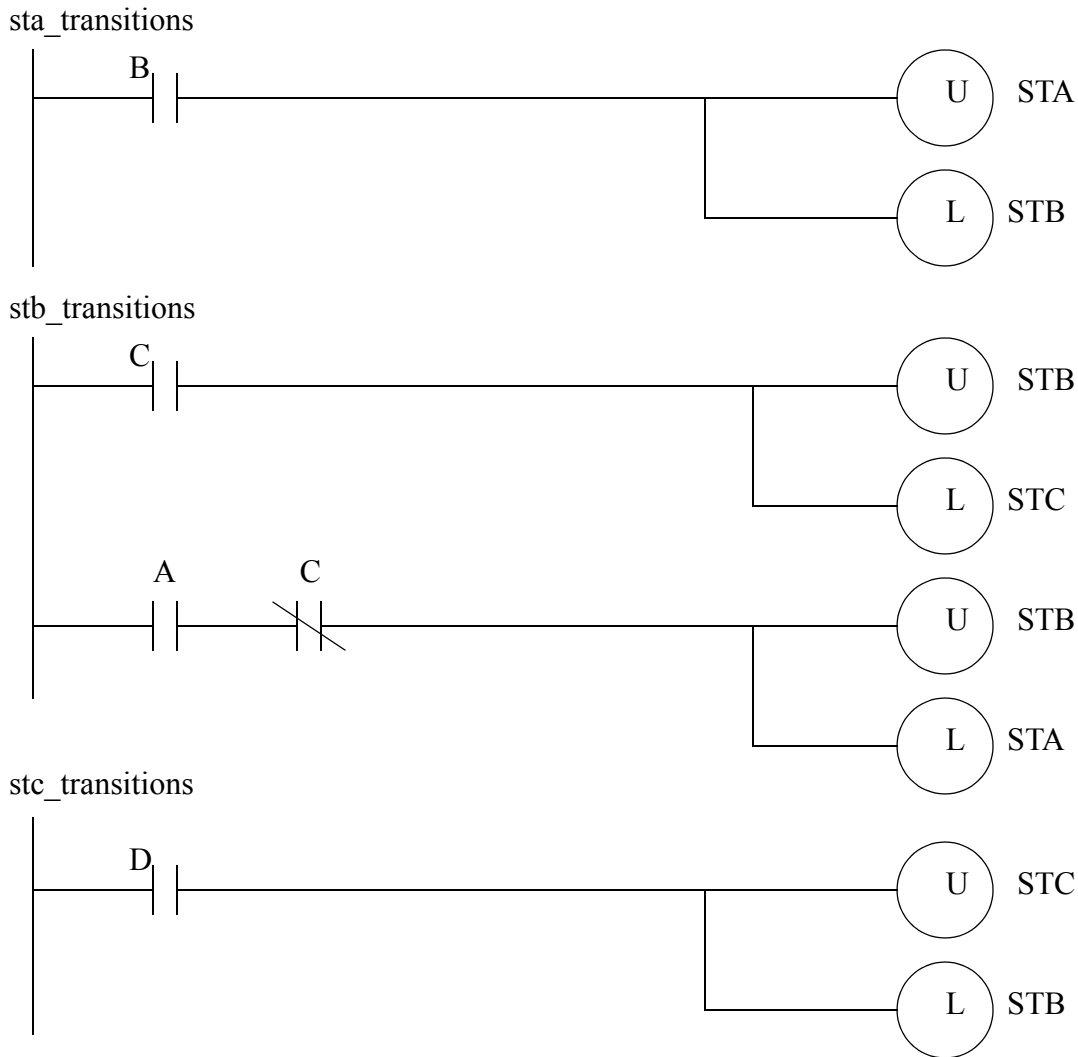 sta_transitions
B
U STA
L STB
stb_transitions
C
U STB
L STC
A C
U STB
L STA
stc_transitions
D
U STC
L STB